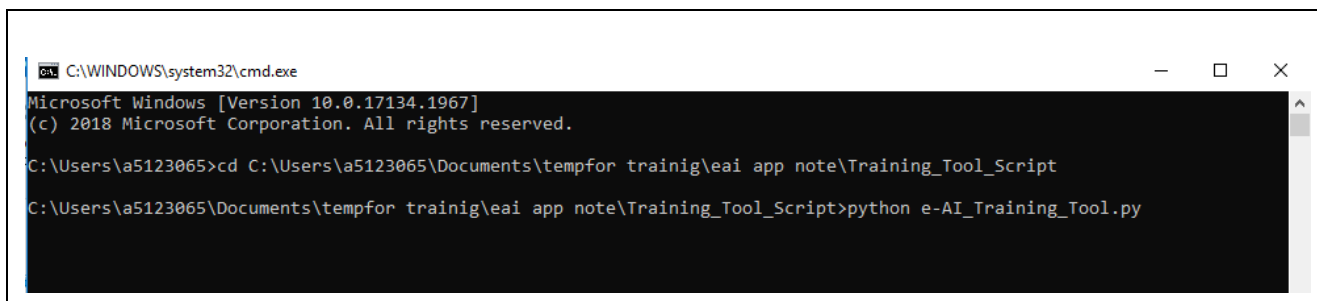 C:\WINDOWS\system32\cmd.exe
Microsoft Windows [Version 10.0.17134.1967]
(c) 2018 Microsoft Corporation. All rights reserved.
C:\Users\a5123065>cd C:\Users\a5123065\Documents\tempfor trainig\eai app note\Training_Tool_Script
C:\Users\a5123065\Documents\tempfor trainig\eai app note\Training_Tool_Script>python e-AI_Training_Tool.py